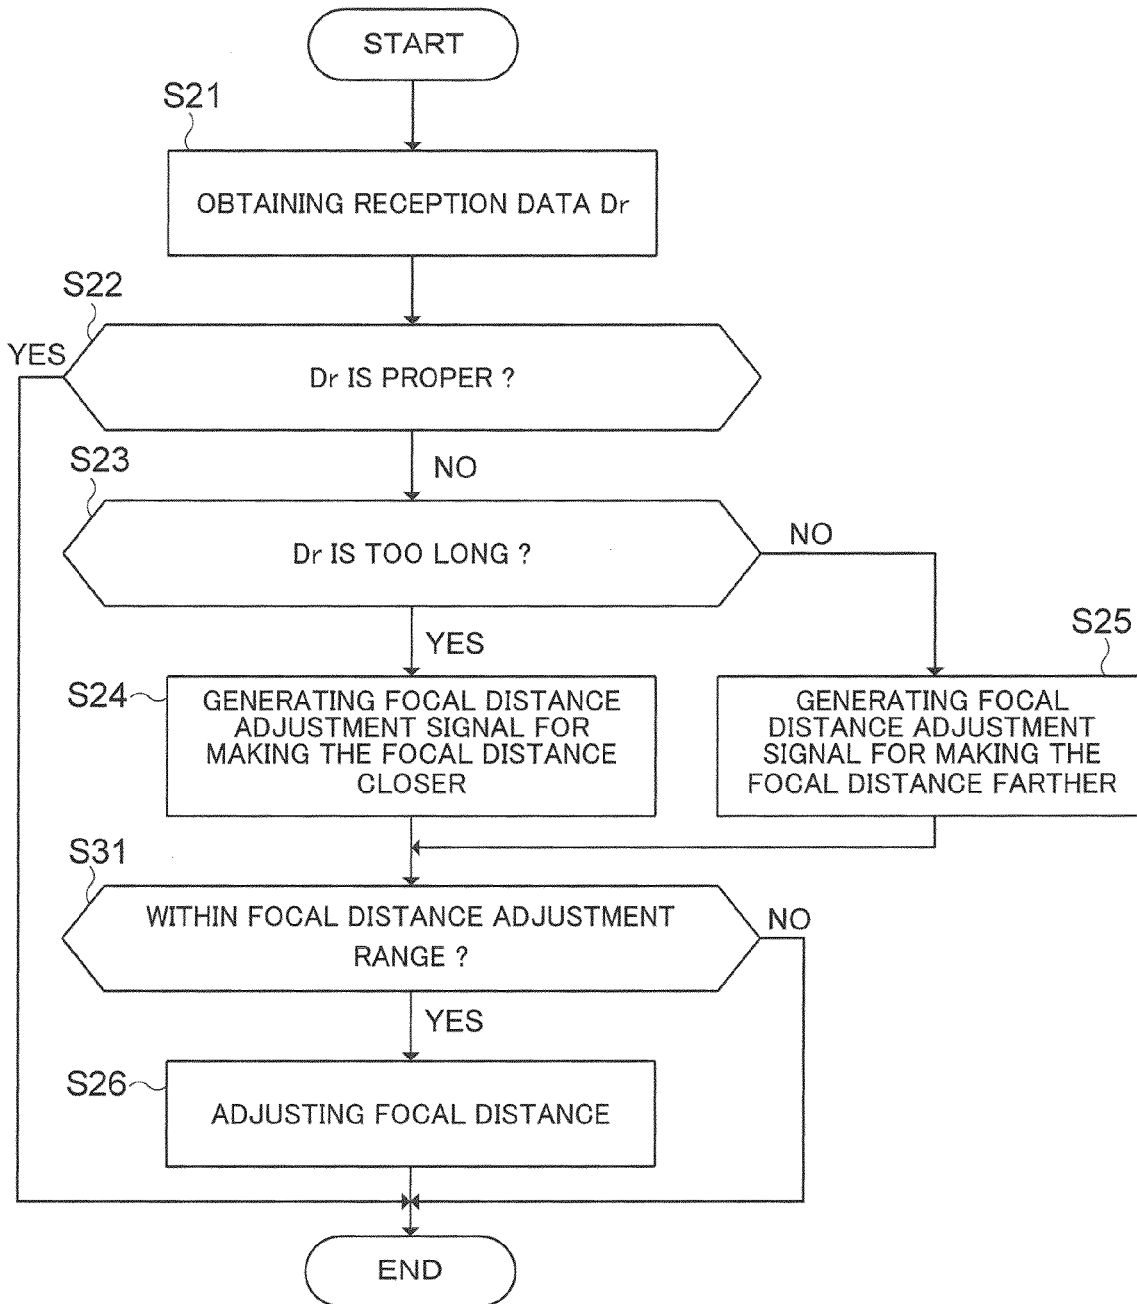 START
S21
OBTAINING RECEPTION DATA Dr
S22
YES
Dr IS PROPER ?
NO
S23
Dr IS TOO LONG ?
NO
YES
S24
GENERATING FOCAL DISTANCE
ADJUSTMENT SIGNAL FOR
MAKING THE FOCAL DISTANCE
CLOSER
S25
GENERATING FOCAL
DISTANCE ADJUSTMENT
SIGNAL FOR MAKING THE
FOCAL DISTANCE FARTHER
S31
WITHIN FOCAL DISTANCE ADJUSTMENT
RANGE ?
NO
YES
S26
ADJUSTING FOCAL DISTANCE
END